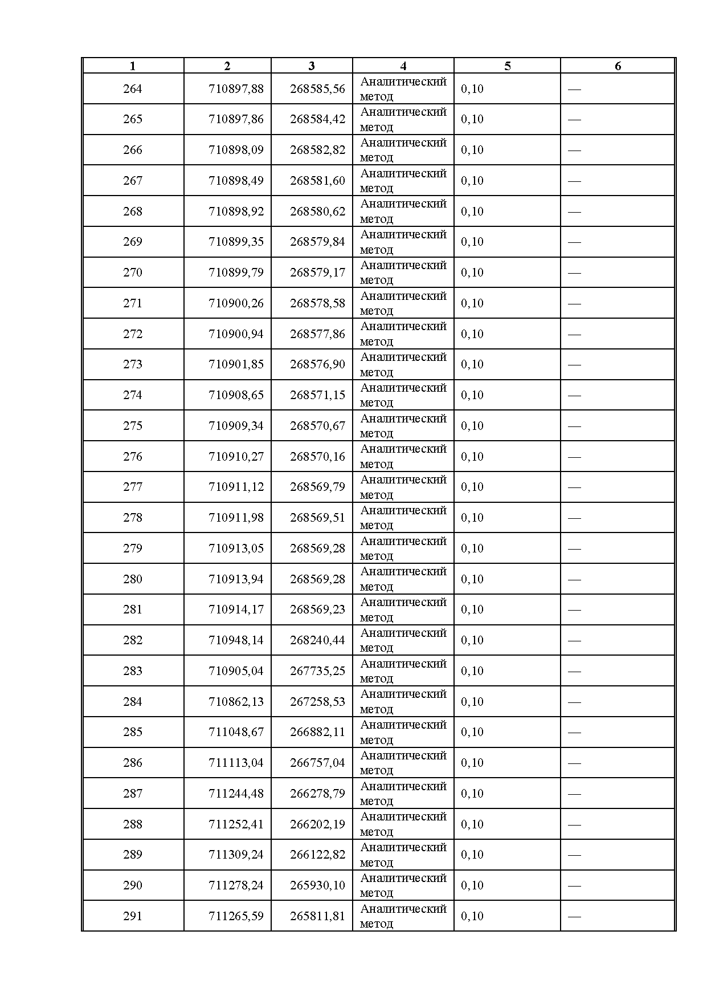 1 2 3 4 5 6
264 710897,88 268585,56 Аналитический метод 0,10 —
265 710897,86 268584,42 Аналитический метод 0,10 —
266 710898,09 268582,82 Аналитический метод 0,10 —
267 710898,49 268581,60 Аналитический метод 0,10 —
268 710898,92 268580,62 Аналитический метод 0,10 —
269 710899,35 268579,84 Аналитический метод 0,10 —
270 710899,79 268579,17 Аналитический метод 0,10 —
271 710900,26 268578,58 Аналитический метод 0,10 —
272 710900,94 268577,86 Аналитический метод 0,10 —
273 710901,85 268576,90 Аналитический метод 0,10 —
274 710908,65 268571,15 Аналитический метод 0,10 —
275 710909,34 268570,67 Аналитический метод 0,10 —
276 710910,27 268570,16 Аналитический метод 0,10 —
277 710911,12 268569,79 Аналитический метод 0,10 —
278 710911,98 268569,51 Аналитический метод 0,10 —
279 710913,05 268569,28 Аналитический метод 0,10 —
280 710913,94 268569,28 Аналитический метод 0,10 —
281 710914,17 268569,23 Аналитический метод 0,10 —
282 710948,14 268240,44 Аналитический метод 0,10 —
283 710905,04 267735,25 Аналитический метод 0,10 —
284 710862,13 267258,53 Аналитический метод 0,10 —
285 711048,67 266882,11 Аналитический метод 0,10 —
286 711113,04 266757,04 Аналитический метод 0,10 —
287 711244,48 266278,79 Аналитический метод 0,10 —
288 711252,41 266202,19 Аналитический метод 0,10 —
289 711309,24 266122,82 Аналитический метод 0,10 —
290 711278,24 265930,10 Аналитический метод 0,10 —
291 711265,59 265811,81 Аналитический метод 0,10 —